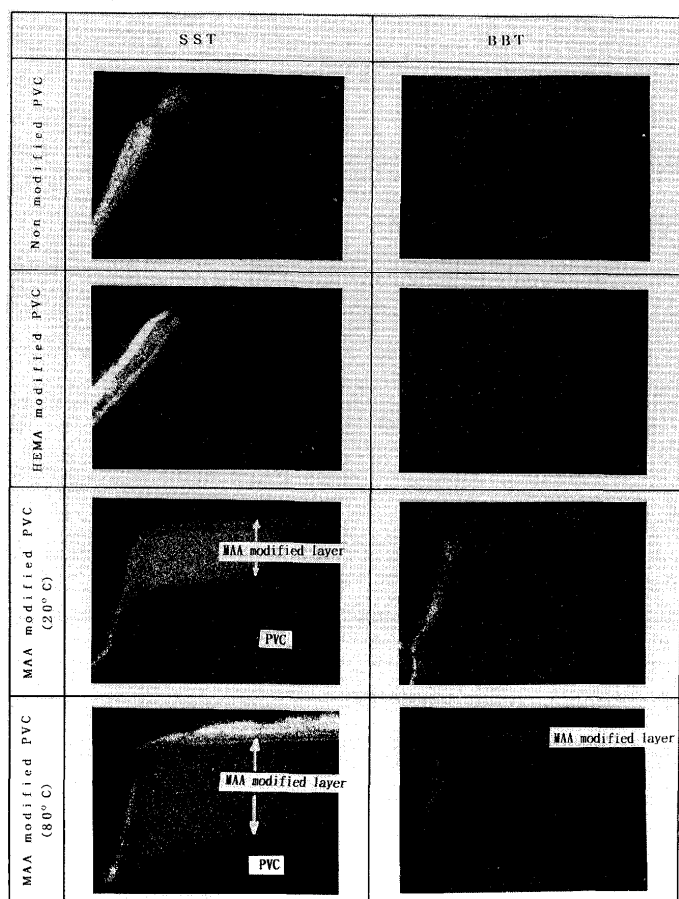 SST
BBT
Non modified PVC
HEMA modified PVC
MAA modified PVC
(20°C)
MAA modified layer
PVC
MAA modified PVC
(80°C)
MAA modified layer
PVC
MAA modified layer